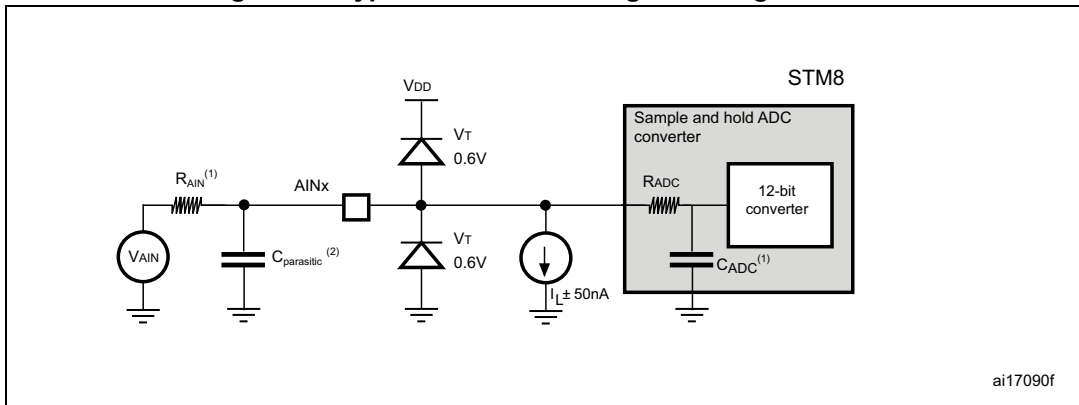 STM8
VDD
Sample and hold ADC
converter
VT
0.6V
RAIN(1)
AINx
RADC
12-bit
converter
VAIN
Cparasitic (2)
VT
0.6V
CADC(1)
IL± 50nA
ai17090f